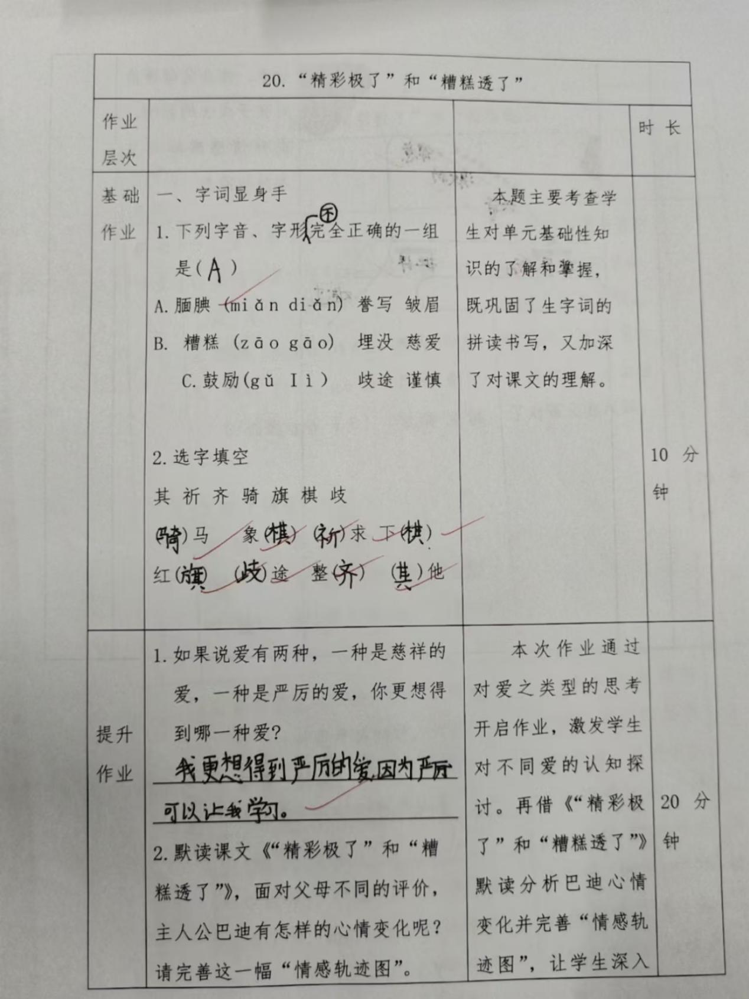 20. “精彩极了”和“糟糕透了”
作业
层次
时 长
基础
作业
一、字词显身手
不
1. 下列字音、字形完全正确的一组
是( A )
A. 腼腆 (miǎn diǎn) 誊写 皱眉
B. 糟糕 (zāo gāo) 埋没 慈爱
C. 鼓励(gǔ Iì) 歧途 谨慎
2. 选字填空
其 祈 齐 骑 旗 棋 歧
(骑)马 象(棋) (祈)求 下(棋)
红(旗) (歧)途 整(齐) (其)他
本题主要考查学
生对单元基础性知
识的了解和掌握，
既巩固了生字词的
拼读书写，又加深
了对课文的理解。
10 分
钟
提升
作业
1. 如果说爱有两种，一种是慈祥的
爱，一种是严厉的爱，你更想得
到哪一种爱？
我更想得到严厉的爱,因为严厉
可以让我学习。
2. 默读课文《“精彩极了”和“糟
糕透了”》，面对父母不同的评价，
主人公巴迪有怎样的心情变化呢？
请完善这一幅“情感轨迹图”。
本次作业通过
对爱之类型的思考
开启作业，激发学生
对不同爱的认知探
讨。再借《“精彩极
了”和“糟糕透了”》
默读分析巴迪心情
变化并完善“情感轨
迹图”，让学生深入
20 分
钟